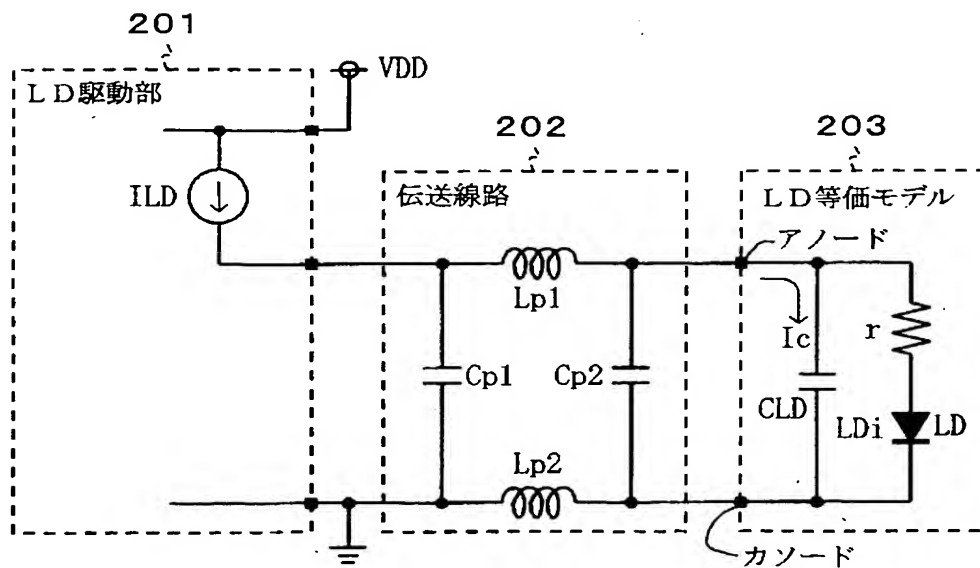 201
VDD
LD駆動部
202
203
ILD
伝送線路
LD等価モデル
アノード
Lp1
Ic
r
Cp1
Cp2
CLD
LDi
LD
Lp2
カソード